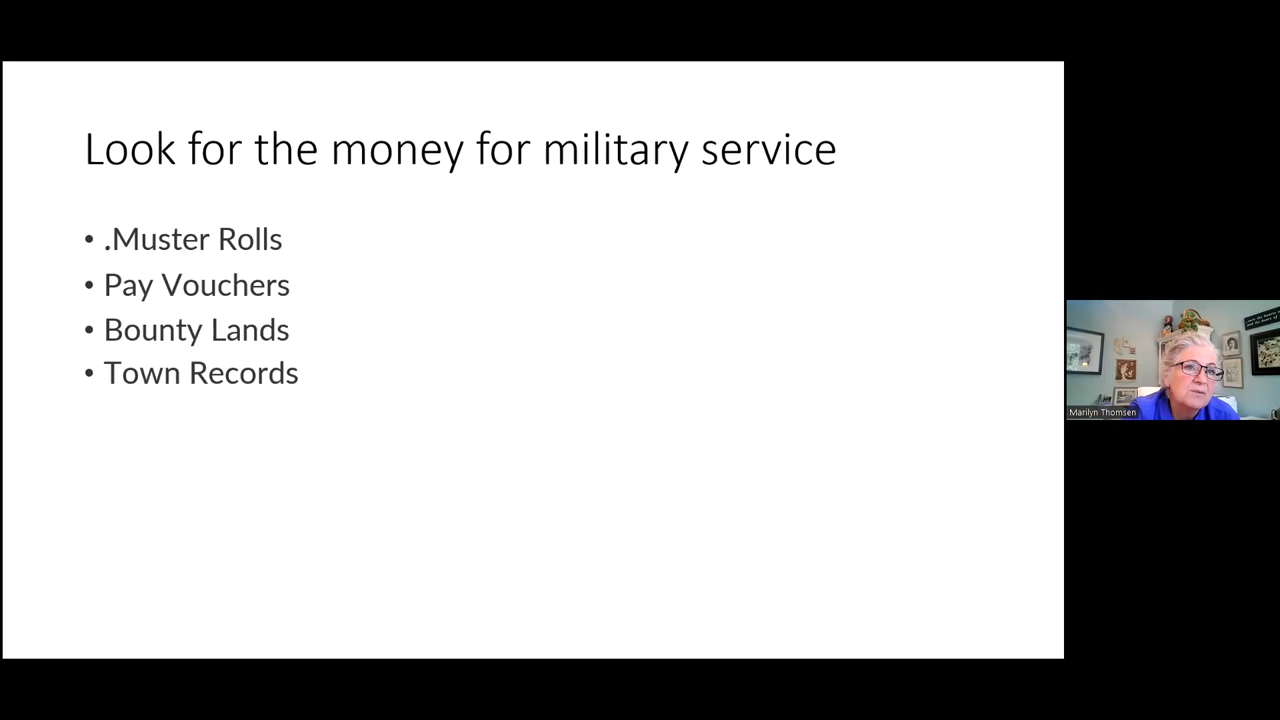 Look for the money for military service
• .Muster Rolls
• Pay Vouchers
• Bounty Lands
• Town Records
Marilyn Thomsen